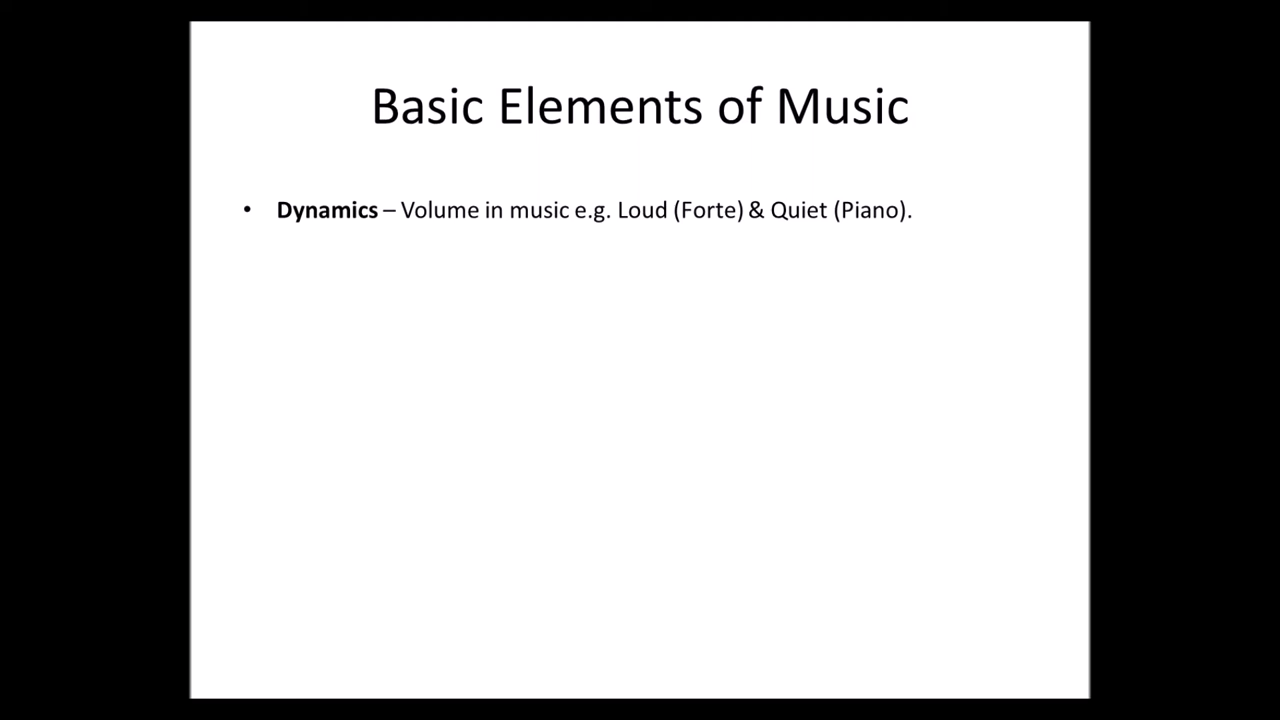 Basic Elements of Music
• Dynamics – Volume in music e.g. Loud (Forte) & Quiet (Piano).